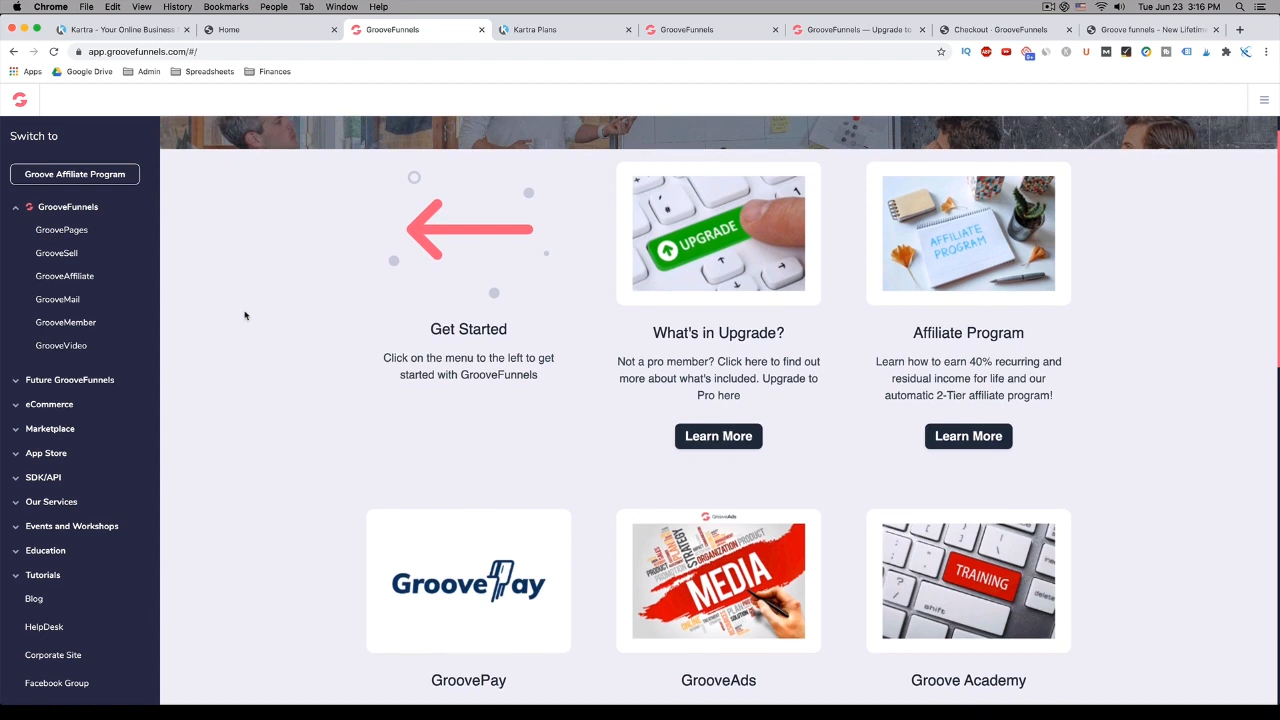 Chrome File Edit View History Bookmarks People Tab Window Help Tue Jun 23 3:16 PM
Kartra - Your Online Business Home GrooveFunnels Kartra Plans GrooveFunnels GrooveFunnels — Upgrade to Checkout - GrooveFunnels Groove funnels - New Lifetime
app.groovefunnels.com/#/
Apps Google Drive Admin Spreadsheets Finances
Switch to
Groove Affiliate Program
GrooveFunnels
GroovePages
GrooveSell
GrooveAffiliate
GrooveMail
GrooveMember
GrooveVideo
Future GrooveFunnels
eCommerce
Marketplace
App Store
SDK/API
Our Services
Events and Workshops
Education
Tutorials
Blog
HelpDesk
Corporate Site
Facebook Group
Get Started
Click on the menu to the left to get
started with GrooveFunnels
UPGRADE
What's in Upgrade?
Not a pro member? Click here to find out
more about what's included. Upgrade to
Pro here
Learn More
AFFILIATE
PROGRAM
Affiliate Program
Learn how to earn 40% recurring and
residual income for life and our
automatic 2-Tier affiliate program!
Learn More
GroovePay
GroovePay
GrooveAds
STRATEGY
ORGANIZATION PRODUCT
MEDIA
GrooveAds
TRAINING
shift
delete
Groove Academy